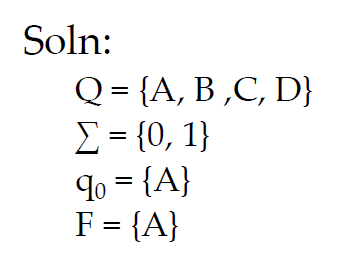 Soln:
Q = {A, B ,C, D}
∑ = {0, 1}
q₀ = {A}
F = {A}